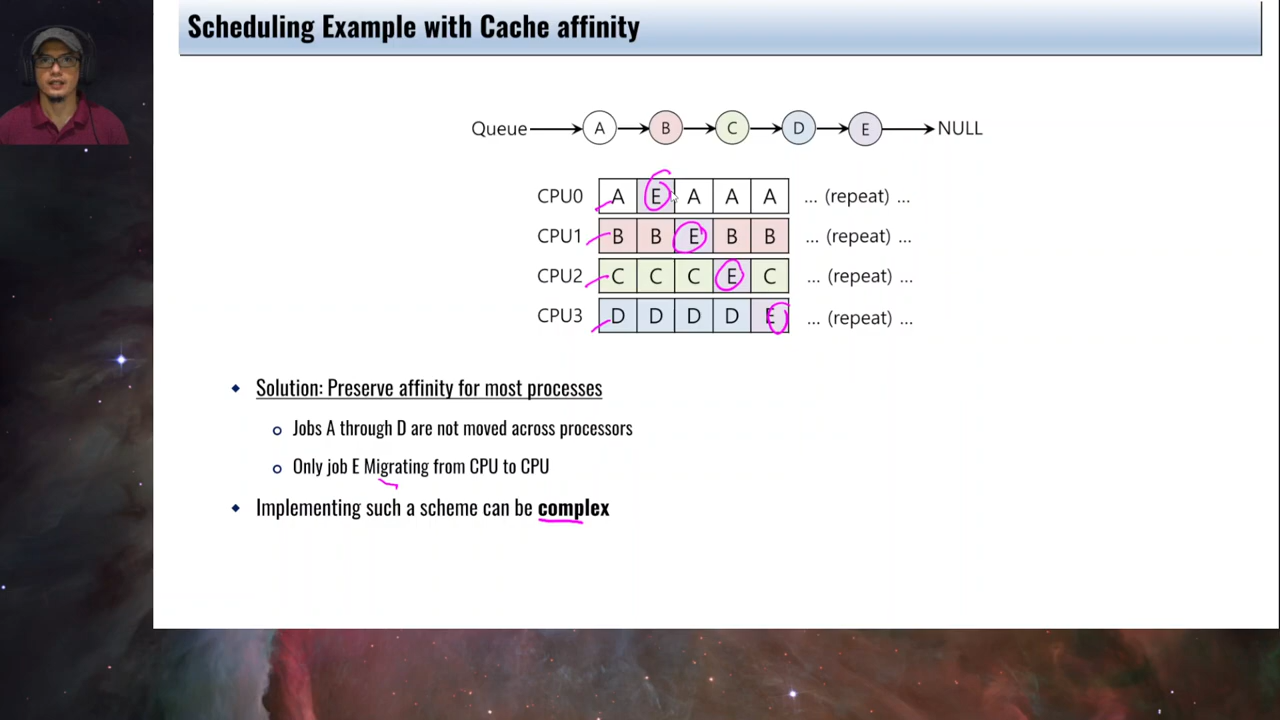 Scheduling Example with Cache affinity
Queue A B C D E NULL
CPU0 A E A A A ... (repeat) ...
CPU1 B B E B B ... (repeat) ...
CPU2 C C C E C ... (repeat) ...
CPU3 D D D D E ... (repeat) ...
Solution: Preserve affinity for most processes
Jobs A through D are not moved across processors
Only job E Migrating from CPU to CPU
Implementing such a scheme can be complex